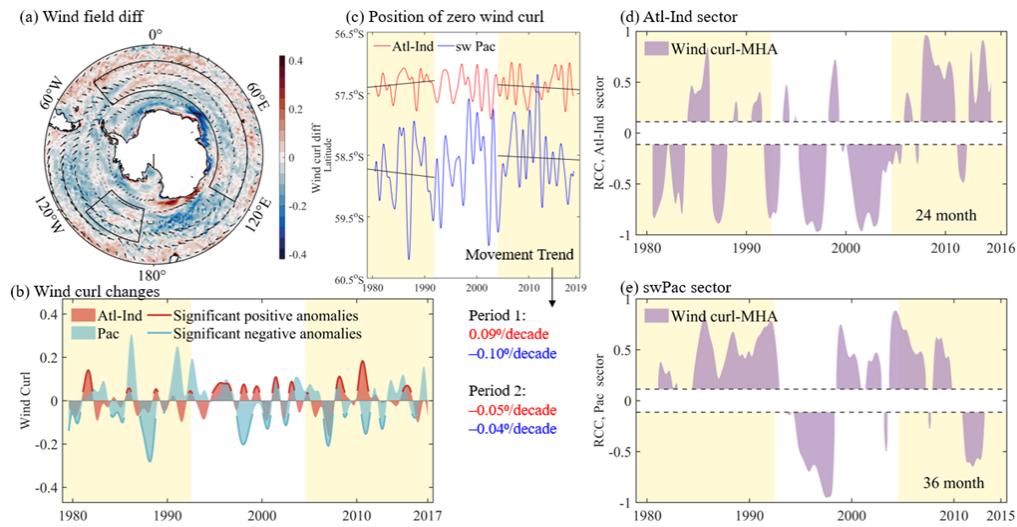 (a) Wind field diff
0°
60°W
60°E
120°W
120°E
180°
0.4
0.2
0
-0.2
-0.4
Wind curl diff
(c) Position of zero wind curl
Atl-Ind
sw Pac
56.5°S
57.5°S
58.5°S
59.5°S
60.5°S
Latitude
1980
1992
2000
2004
2012
2019
Movement Trend
Period 1:
0.09°/decade
–0.10°/decade
Period 2:
–0.05°/decade
–0.04°/decade
(b) Wind curl changes
Atl-Ind
Significant positive anomalies
Pac
Significant negative anomalies
Wind Curl
0.4
0.2
0
-0.2
-0.4
1980
1990
2000
2010
2017
(d) Atl-Ind sector
Wind curl-MHA
RCC, Atl-Ind sector
1
0.5
0
-0.5
-1
24 month
1980
1990
2000
2010
2016
(e) swPac sector
Wind curl-MHA
RCC, Pac sector
1
0.5
0
-0.5
-1
36 month
1980
1990
2000
2010
2015